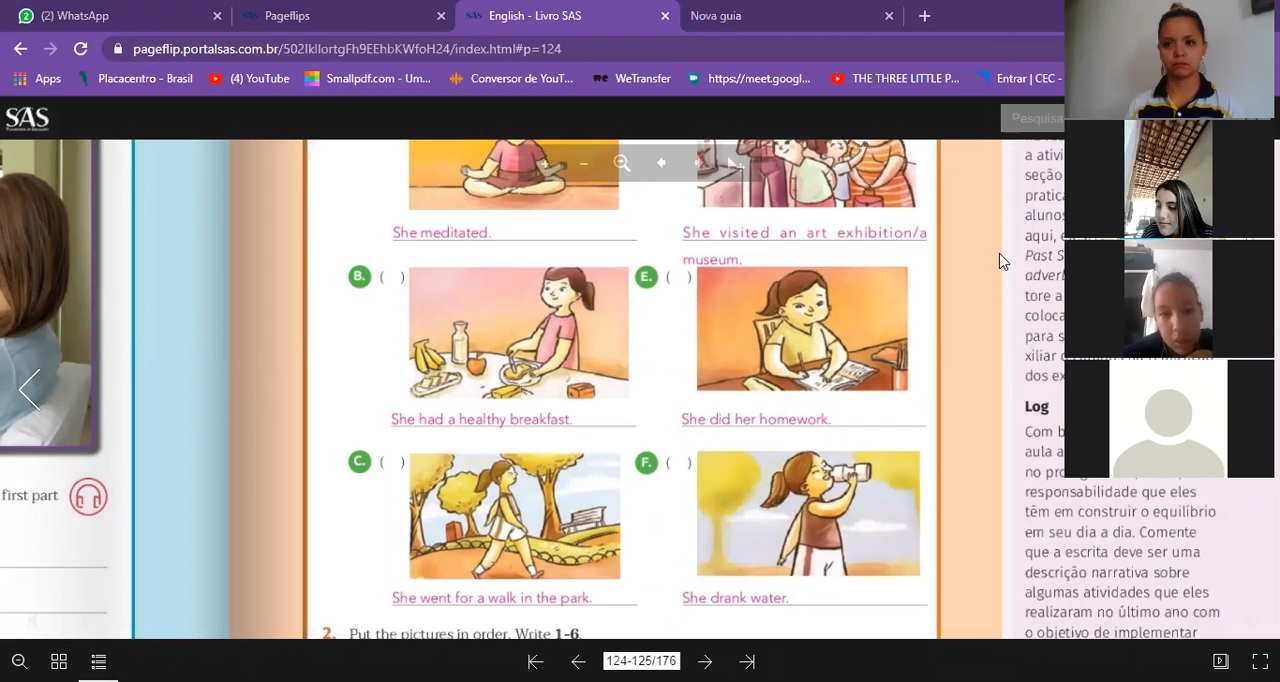 (2) WhatsApp
Pageflips
English - Livro SAS
Nova guia
pageflip.portalsas.com.br/502IklIortgFh9EEhbKWfoH24/index.html#p=124
Apps
Placacentro - Brasil
(4) YouTube
Smallpdf.com - Um...
Conversor de YouT...
WeTransfer
https://meet.googl...
THE THREE LITTLE P...
Entrar | CEC -
SAS
Pesquisa
She meditated.
She visited an art exhibition/a
museum.
B. ( )
E. ( )
She had a healthy breakfast.
She did her homework.
C. ( )
F. ( )
She went for a walk in the park.
She drank water.
2. Put the pictures in order. Write 1-6.
first part
a ativi
seção
pratica
alunos
aqui, e
Past S
adverb
tore a
coloca
para s
xiliar
dos ex
Log
Com b
aula a
no pro
responsabilidade que eles
têm em construir o equilíbrio
em seu dia a dia. Comente
que a escrita deve ser uma
descrição narrativa sobre
algumas atividades que eles
realizaram no último ano com
o objetivo de implementar
124-125/176